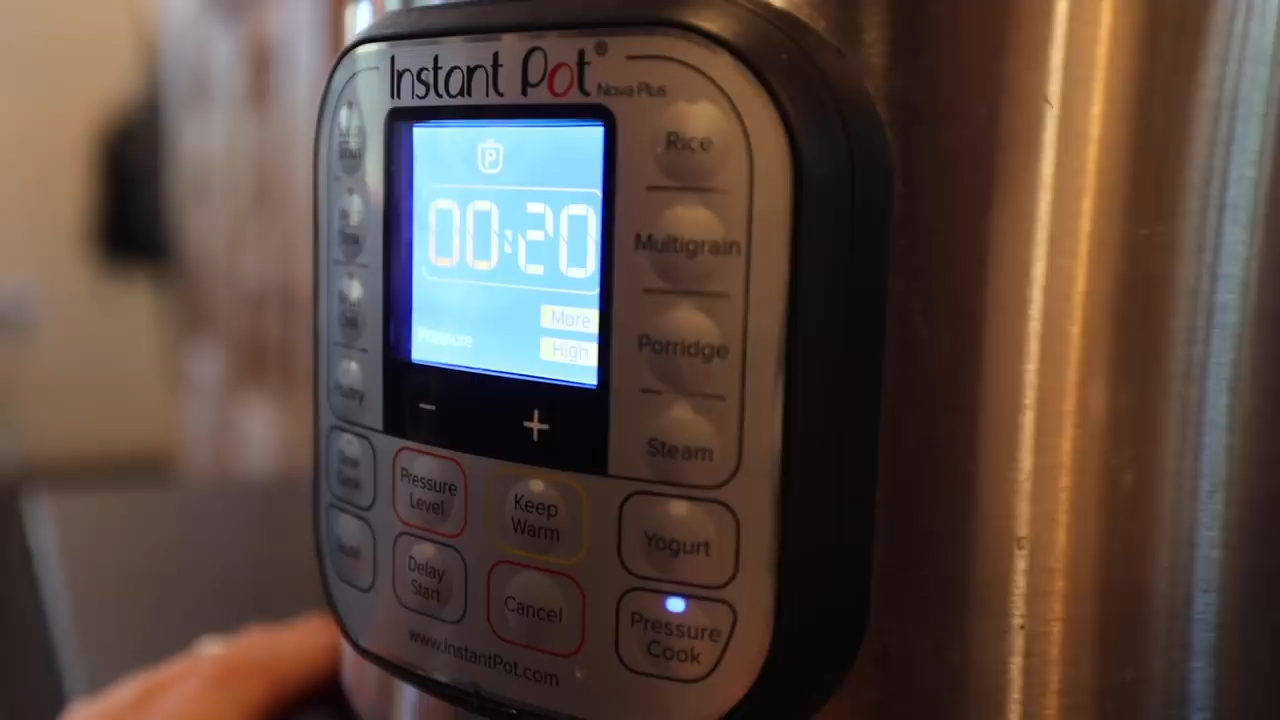 Instant Pot®
Nova Plus
P
00:20
Pressure
More
High
Rice
Multigrain
Porridge
Steam
− +
Pressure
Level
Keep
Warm
Yogurt
Delay
Start
Cancel
Pressure
Cook
www.InstantPot.com